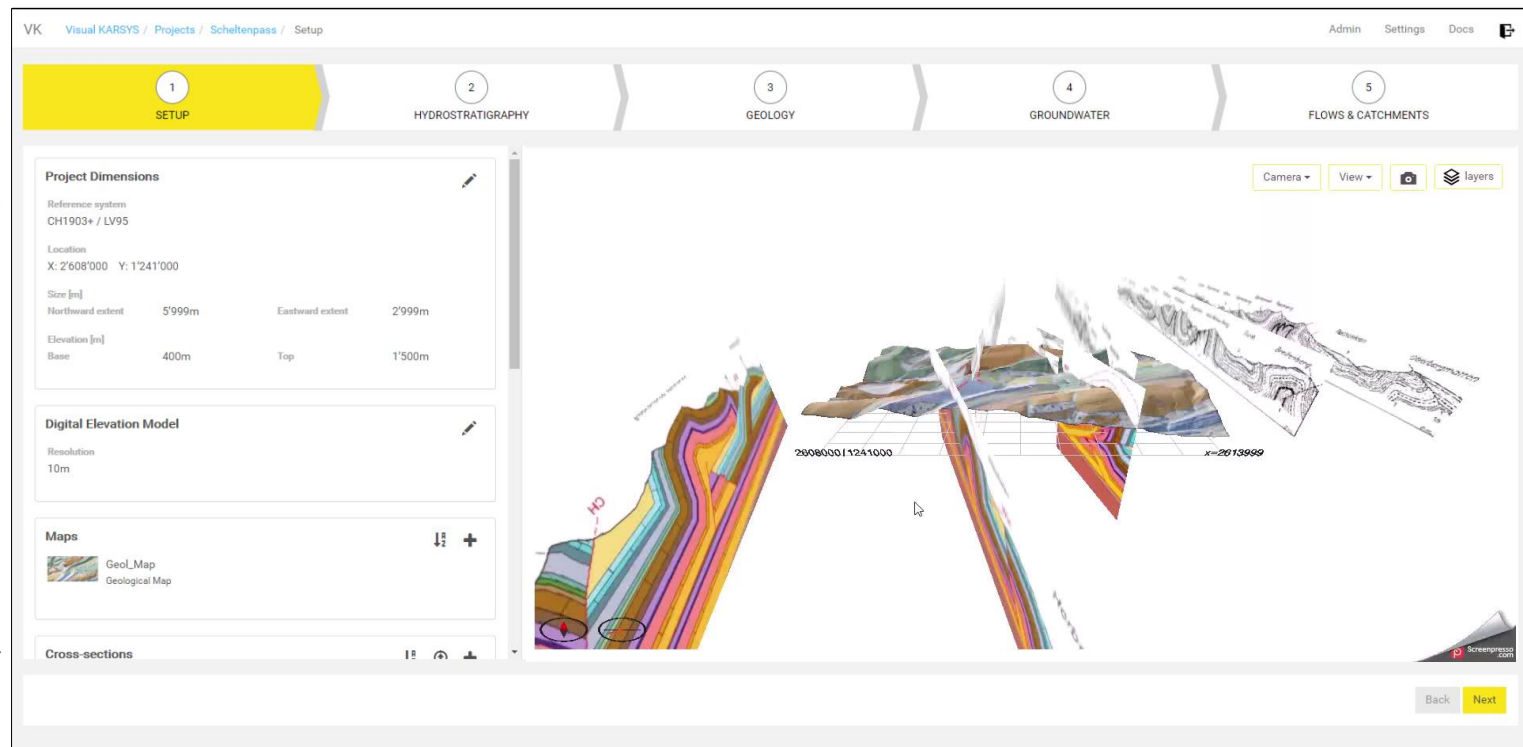 VK Visual KARSYS / Projects / Scheltenpass / Setup
Admin Settings Docs
1
SETUP
2
HYDROSTRATIGRAPHY
3
GEOLOGY
4
GROUNDWATER
5
FLOWS & CATCHMENTS
Project Dimensions
Reference system
CH1903+ / LV95
Location
X: 2'608'000 Y: 1'241'000
Size [m]
Northward extent 5'999m Eastward extent 2'999m
Elevation [m]
Base 400m Top 1'500m
Digital Elevation Model
Resolution
10m
Maps
Geol_Map
Geological Map
Cross-sections
Camera View layers
2608000 | 1241000
x=2613999
CH
Screenpresso
.com
Back Next